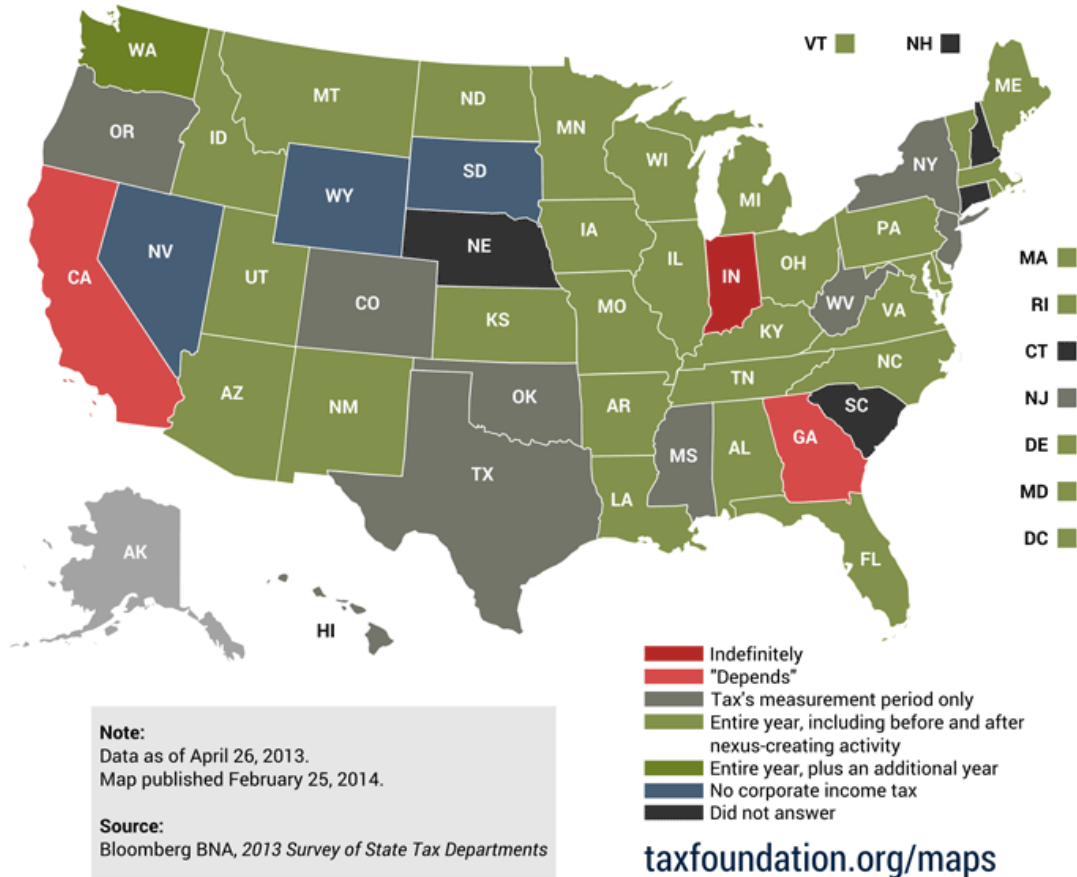 WA
VT
NH
MT
ND
ME
MN
OR
ID
WI
NY
SD
WY
MI
IA
PA
NE
NV
IL
IN
OH
MA
CA
UT
CO
MO
WV
VA
RI
KS
KY
CT
NC
TN
AZ
OK
AR
NM
SC
NJ
GA
MS
AL
DE
TX
LA
MD
DC
AK
FL
HI
Indefinitely
"Depends"
Tax's measurement period only
Entire year, including before and after
nexus-creating activity
Entire year, plus an additional year
No corporate income tax
Did not answer
Note:
Data as of April 26, 2013.
Map published February 25, 2014.
Source:
Bloomberg BNA, 2013 Survey of State Tax Departments
taxfoundation.org/maps